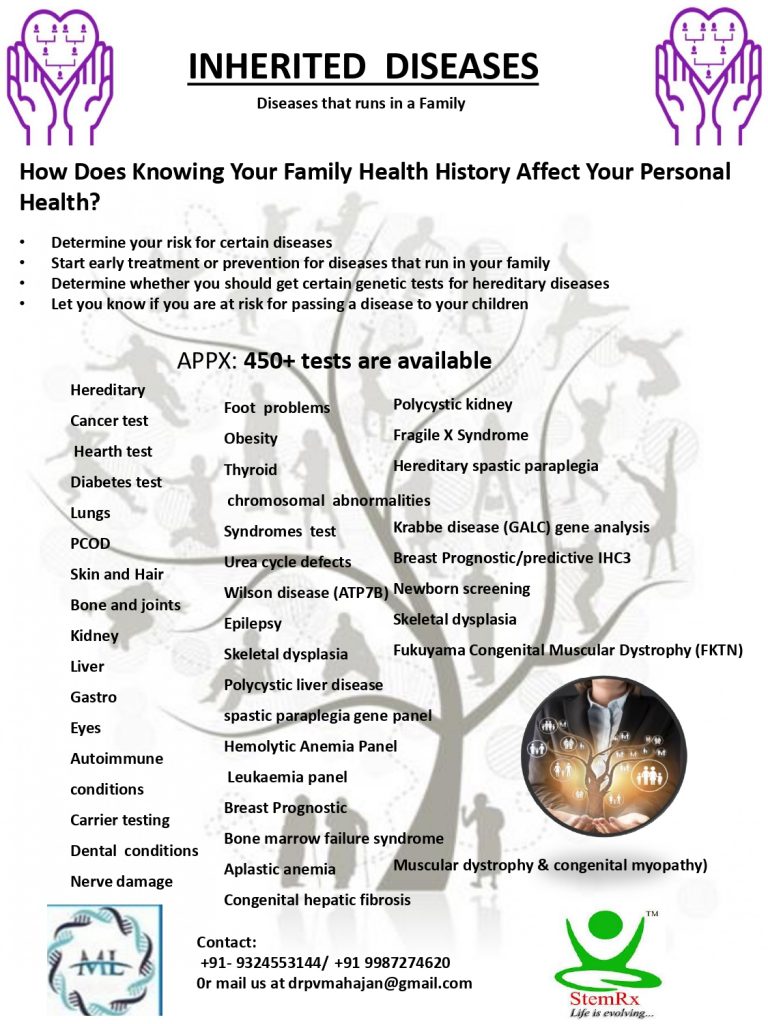 INHERITED  DISEASES
Diseases that runs in a Family
How Does Knowing Your Family Health History Affect Your Personal
Health?
• Determine your risk for certain diseases
• Start early treatment or prevention for diseases that run in your family
• Determine whether you should get certain genetic tests for hereditary diseases
• Let you know if you are at risk for passing a disease to your children
APPX: 450+ tests are available
Hereditary
Cancer test
Hearth test
Diabetes test
Lungs
PCOD
Skin and Hair
Bone and joints
Kidney
Liver
Gastro
Eyes
Autoimmune
conditions
Carrier testing
Dental  conditions
Nerve damage
Foot  problems
Obesity
Thyroid
chromosomal  abnormalities
Syndromes  test
Urea cycle defects
Wilson disease (ATP7B)
Epilepsy
Skeletal dysplasia
Polycystic liver disease
spastic paraplegia gene panel
Hemolytic Anemia Panel
Leukaemia panel
Breast Prognostic
Bone marrow failure syndrome
Aplastic anemia
Congenital hepatic fibrosis
Polycystic kidney
Fragile X Syndrome
Hereditary spastic paraplegia
Krabbe disease (GALC) gene analysis
Breast Prognostic/predictive IHC3
Newborn screening
Skeletal dysplasia
Fukuyama Congenital Muscular Dystrophy (FKTN)
Muscular dystrophy & congenital myopathy)
ML
Contact:
+91- 9324553144/ +91 9987274620
0r mail us at drpvmahajan@gmail.com
TM
StemRx
Life is evolving...